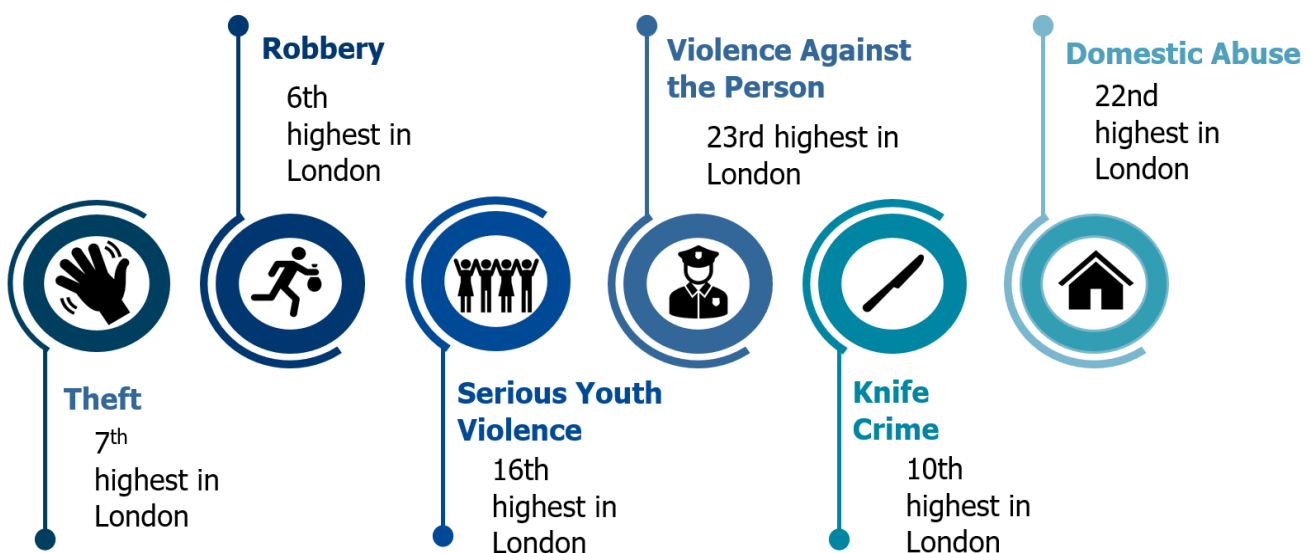 Robbery
6th
highest in
London
Violence Against
the Person
23rd highest in
London
Domestic Abuse
22nd
highest in
London
Theft
7th
highest in
London
Serious Youth
Violence
16th
highest in
London
Knife
Crime
10th
highest in
London